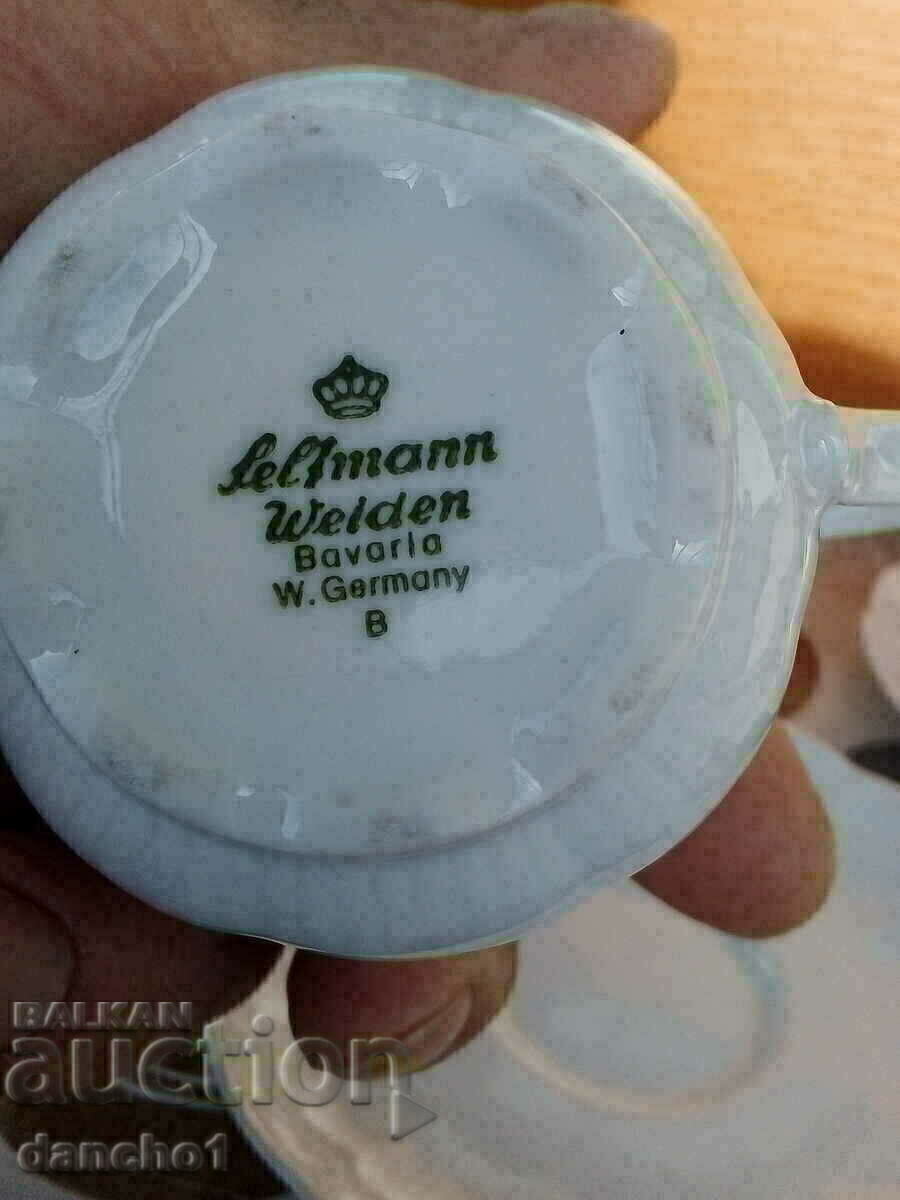 Seltmann
Weiden
Bavaria
W. Germany
B
BALKAN
auction
dancho1